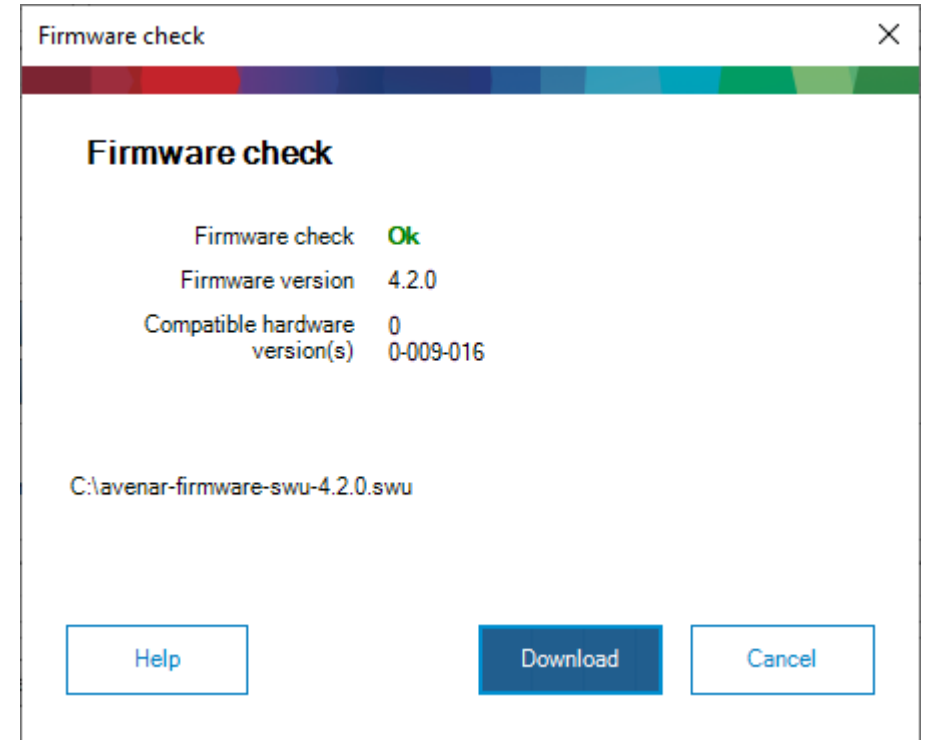 Firmware check
Firmware check
Firmware check Ok
Firmware version 4.2.0
Compatible hardware 0
version(s) 0-009-016
C:\avenar-firmware-swu-4.2.0.swu
Help Download Cancel